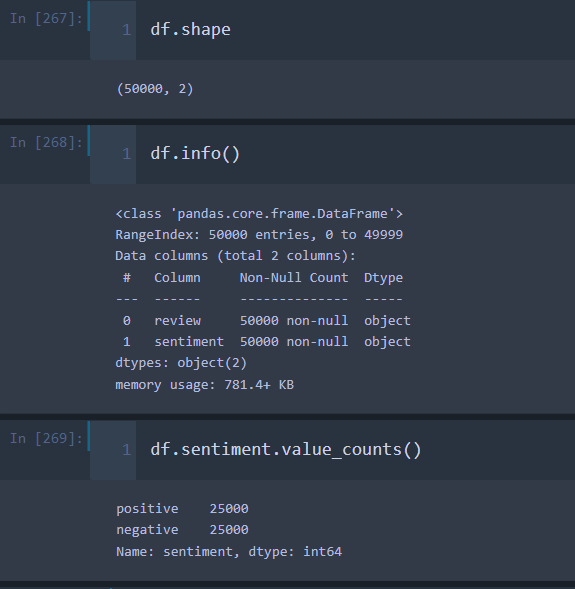 In [267]:
1 df.shape
(50000, 2)
In [268]:
1 df.info()
<class 'pandas.core.frame.DataFrame'>
RangeIndex: 50000 entries, 0 to 49999
Data columns (total 2 columns):
 #   Column     Non-Null Count  Dtype
---  ------     --------------  -----
 0   review     50000 non-null  object
 1   sentiment  50000 non-null  object
dtypes: object(2)
memory usage: 781.4+ KB
In [269]:
1 df.sentiment.value_counts()
positive    25000
negative    25000
Name: sentiment, dtype: int64